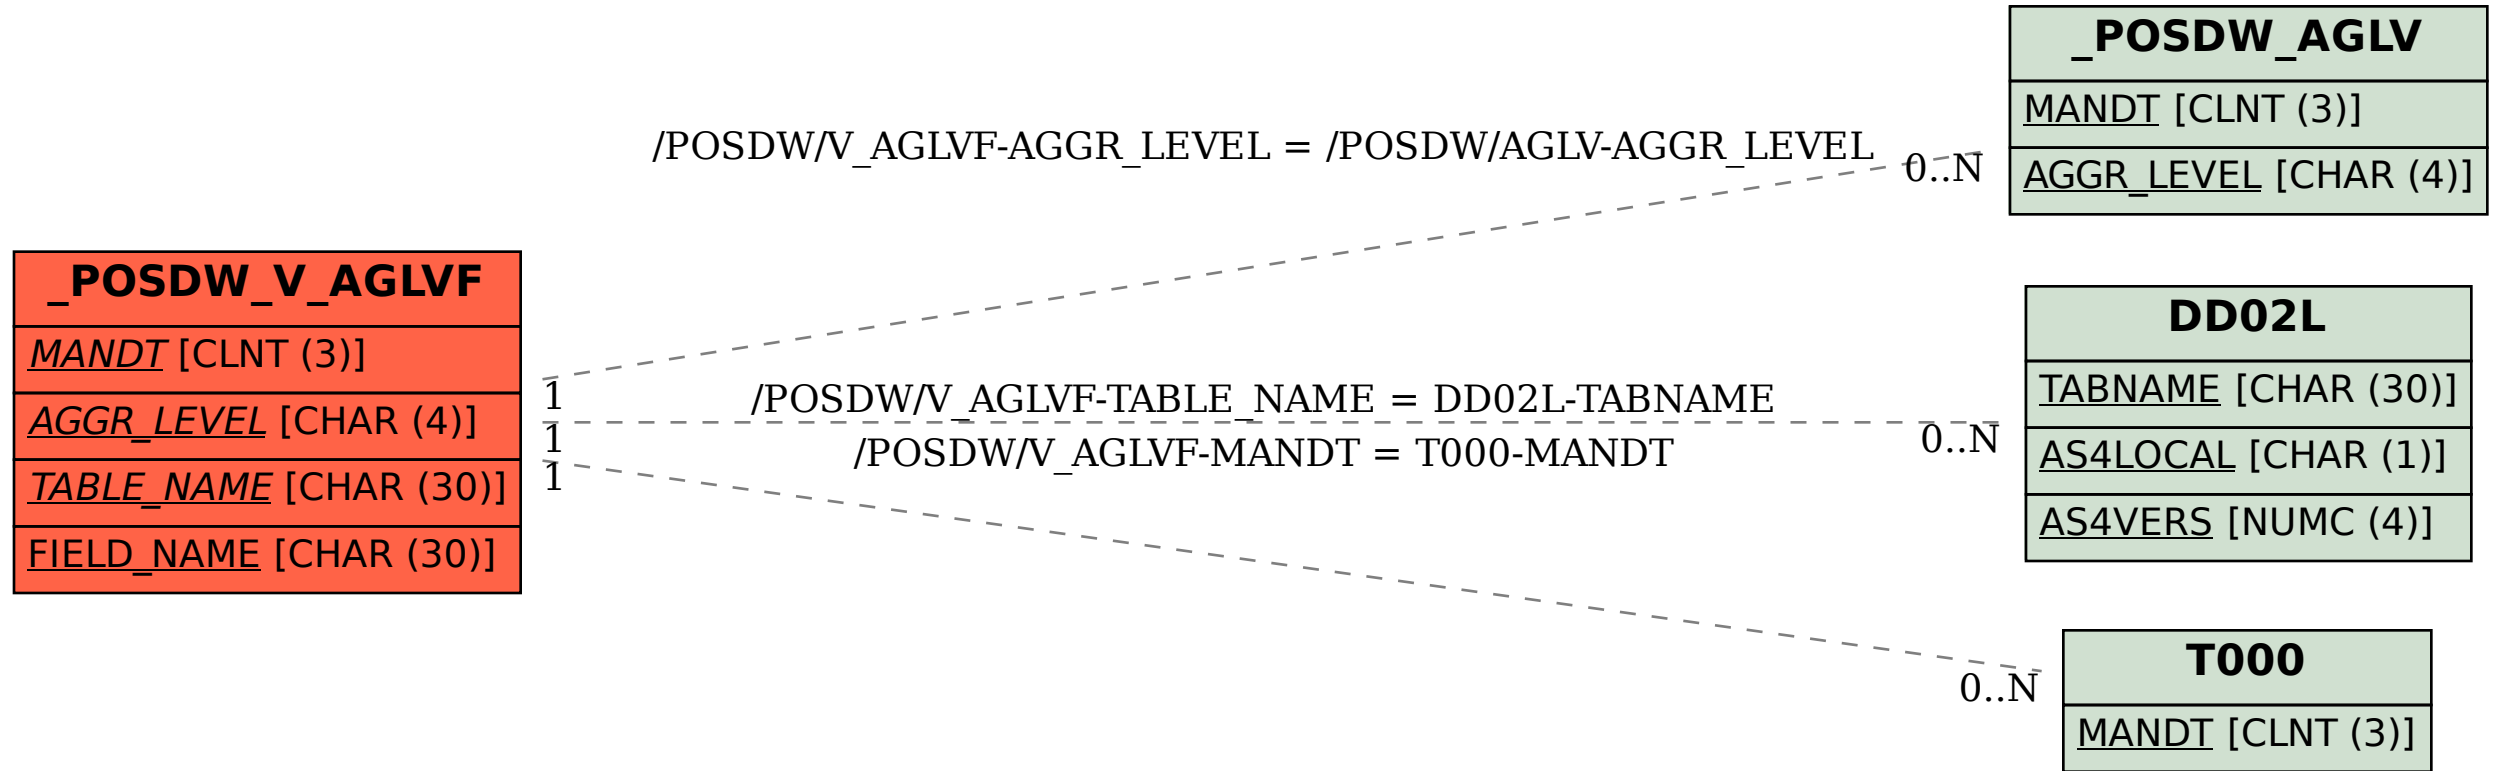 _POSDW_AGLV
MANDT [CLNT (3)]
AGGR_LEVEL [CHAR (4)]
/POSDW/V_AGLVF-AGGR_LEVEL = /POSDW/AGLV-AGGR_LEVEL
0..N
1
_POSDW_V_AGLVF
MANDT [CLNT (3)]
AGGR_LEVEL [CHAR (4)]
TABLE_NAME [CHAR (30)]
FIELD_NAME [CHAR (30)]
/POSDW/V_AGLVF-TABLE_NAME = DD02L-TABNAME
1
0..N
DD02L
TABNAME [CHAR (30)]
AS4LOCAL [CHAR (1)]
AS4VERS [NUMC (4)]
/POSDW/V_AGLVF-MANDT = T000-MANDT
1
0..N
T000
MANDT [CLNT (3)]